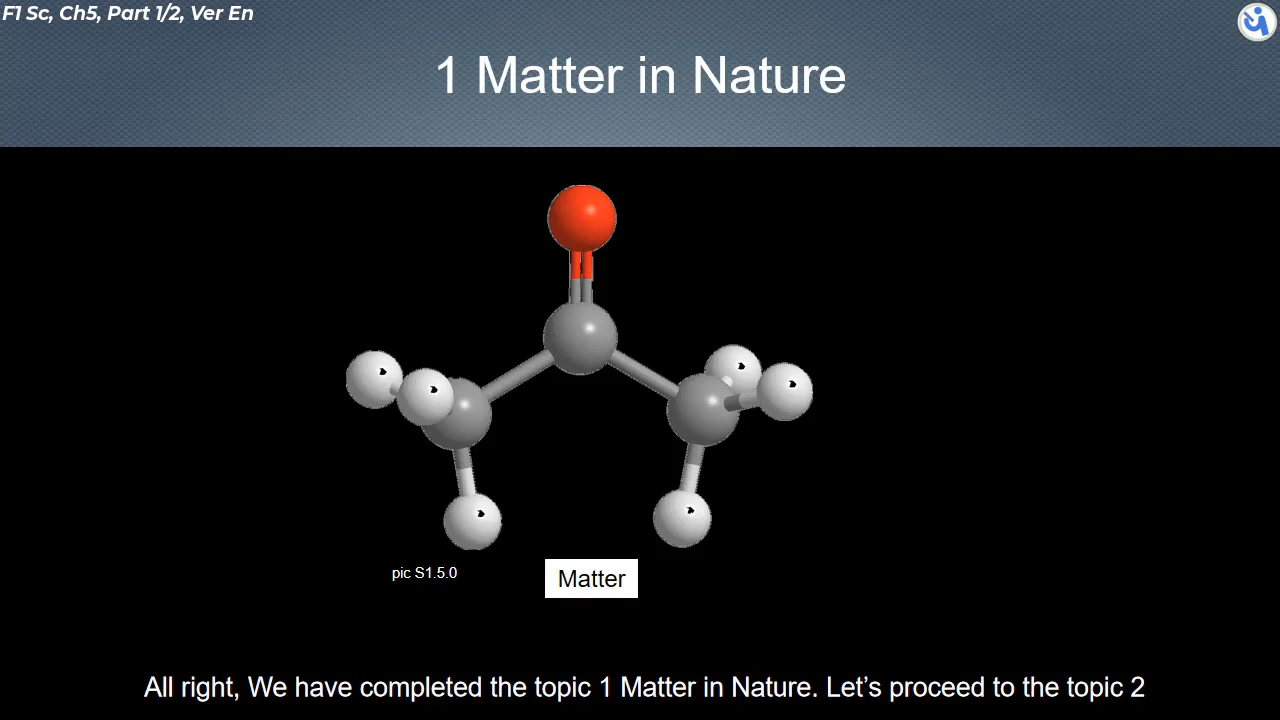 F1 Sc, Ch5, Part 1/2, Ver En
1 Matter in Nature
pic S1.5.0
Matter
All right, We have completed the topic 1 Matter in Nature. Let’s proceed to the topic 2